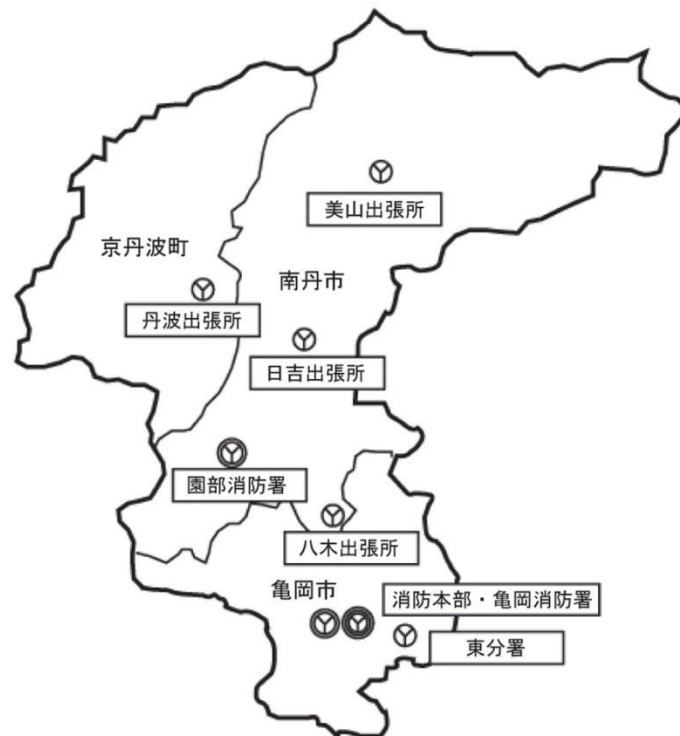 美山出張所
京丹波町
南丹市
丹波出張所
日吉出張所
園部消防署
八木出張所
亀岡市
消防本部・亀岡消防署
東分署